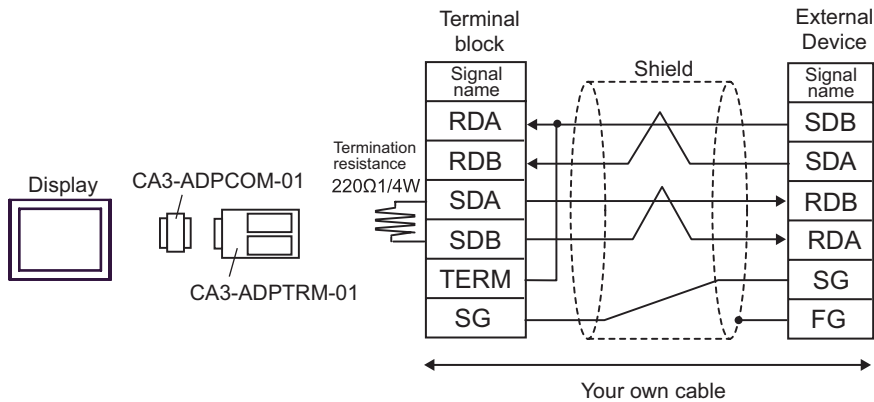 Terminal
block
External
Device
Shield
Signal
name
Signal
name
RDA
SDB
Termination
resistance
220Ω1/4W
RDB
SDA
Display
CA3-ADPCOM-01
SDA
RDB
SDB
RDA
CA3-ADPTRM-01
TERM
SG
SG
FG
Your own cable